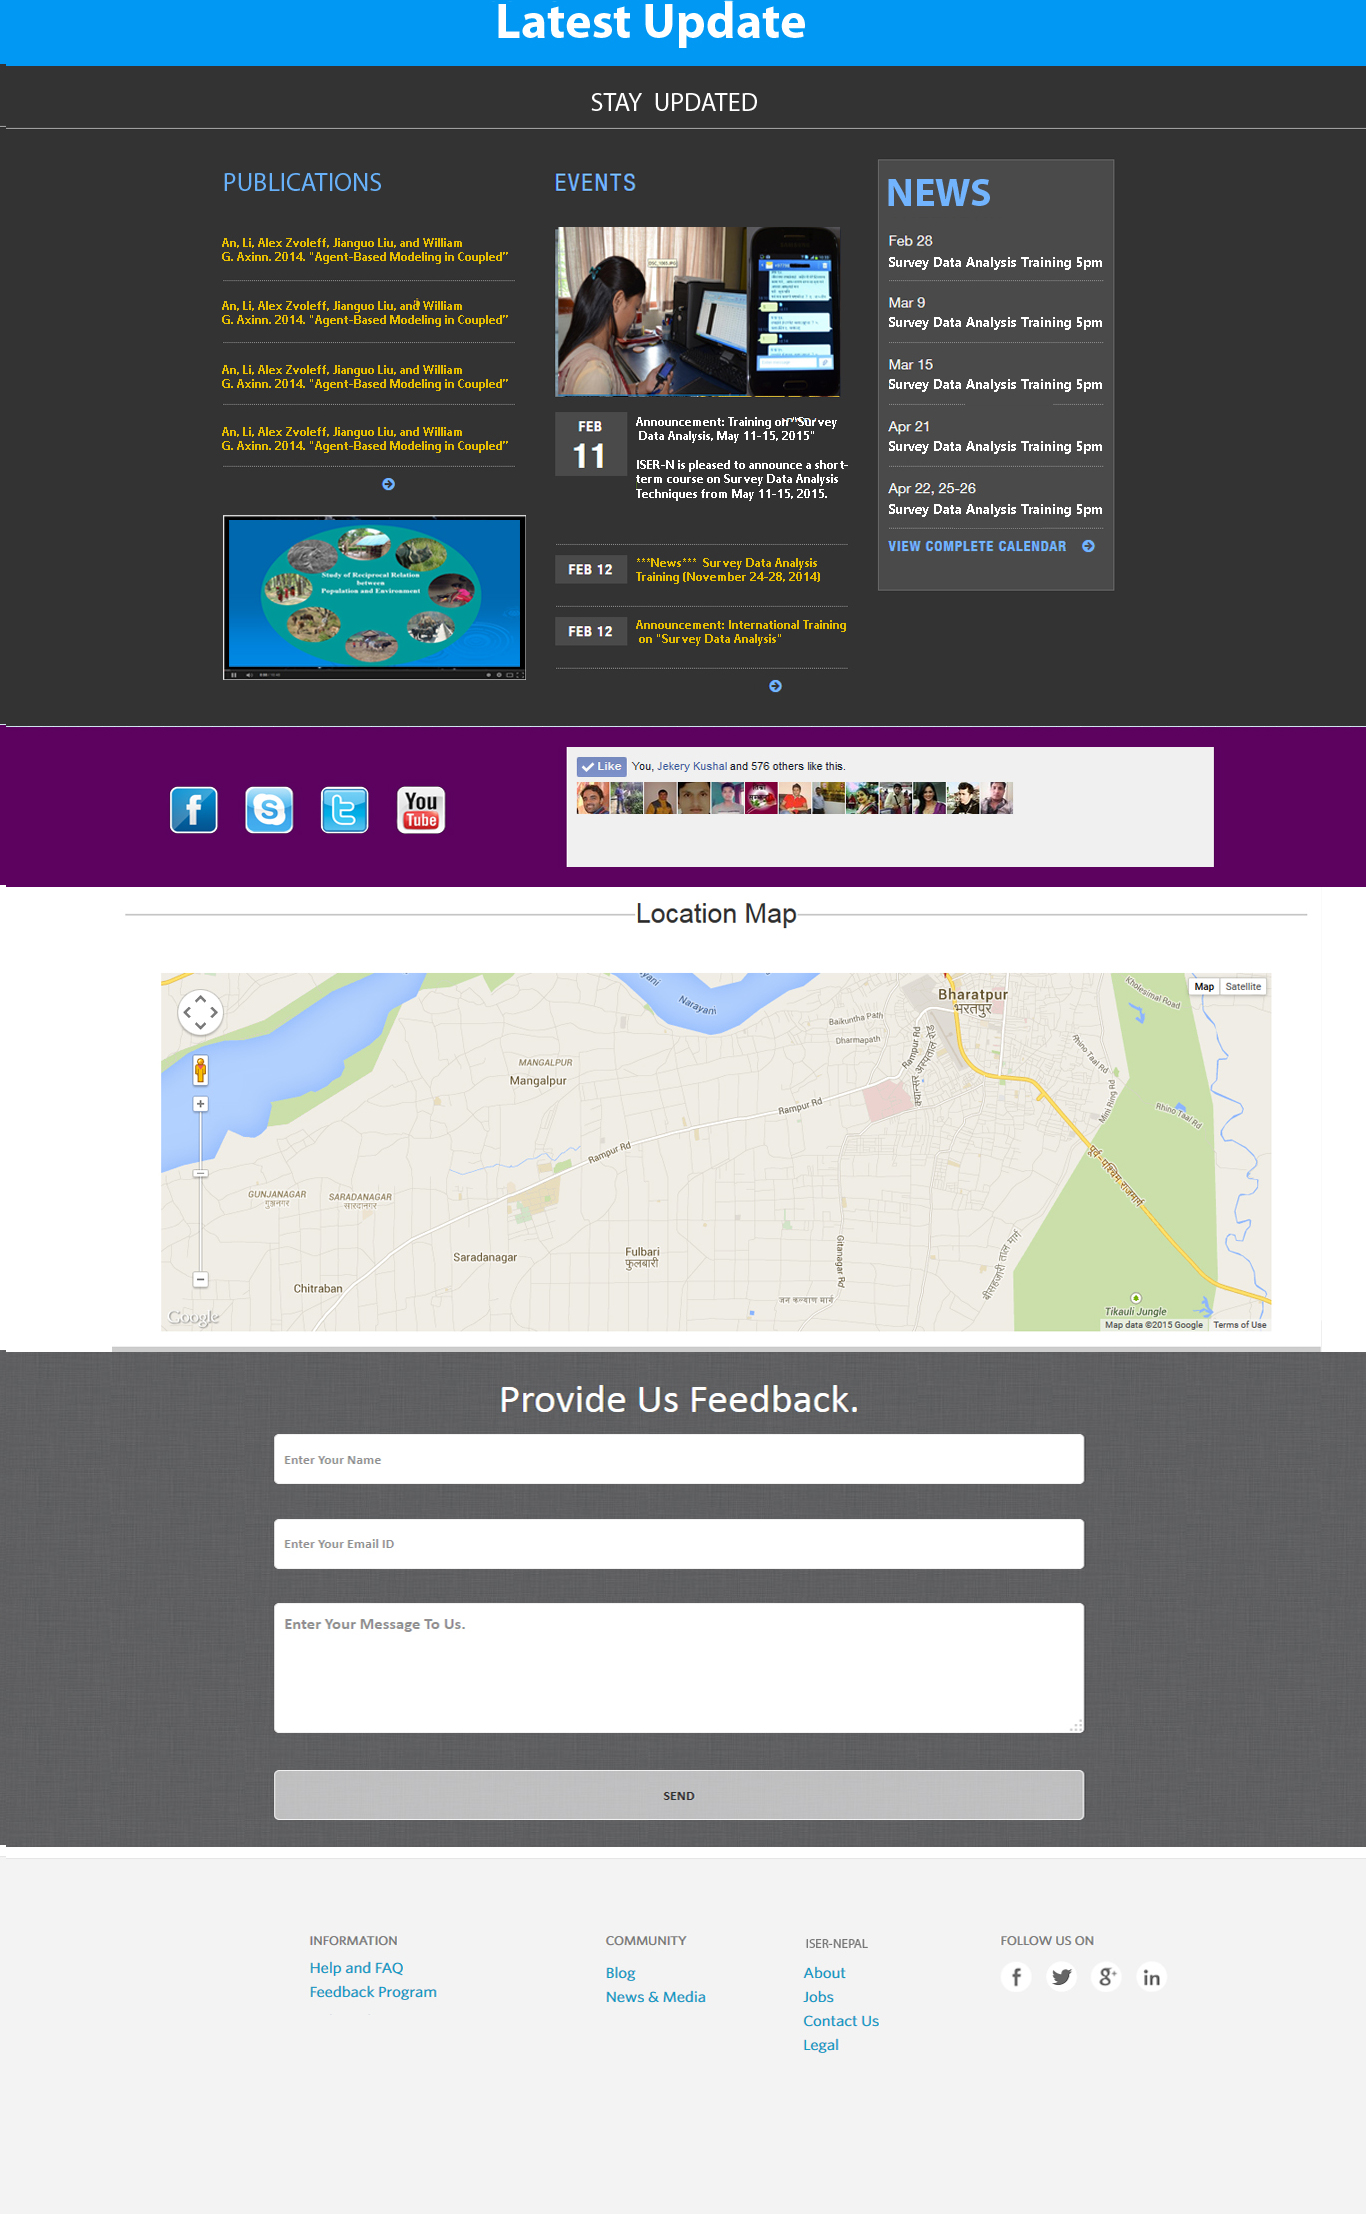 Latest Update
STAY UPDATED
PUBLICATIONS
An, Li, Alex Zvoleff, Jianguo Liu, and William
G. Axinn. 2014. "Agent-Based Modeling in Coupled”
An, Li, Alex Zvoleff, Jianguo Liu, and William
G. Axinn. 2014. "Agent-Based Modeling in Coupled”
An, Li, Alex Zvoleff, Jianguo Liu, and William
G. Axinn. 2014. "Agent-Based Modeling in Coupled”
An, Li, Alex Zvoleff, Jianguo Liu, and William
G. Axinn. 2014. "Agent-Based Modeling in Coupled”
Study of Reciprocal Relation
between
Population and Environment
EVENTS
FEB
11
Announcement: Training on "Survey
Data Analysis, May 11-15, 2015"
ISER-N is pleased to announce a short-
term course on Survey Data Analysis
Techniques from May 11-15, 2015.
FEB 12
***News*** Survey Data Analysis
Training (November 24-28, 2014)
FEB 12
Announcement: International Training
on "Survey Data Analysis"
NEWS
Feb 28
Survey Data Analysis Training 5pm
Mar 9
Survey Data Analysis Training 5pm
Mar 15
Survey Data Analysis Training 5pm
Apr 21
Survey Data Analysis Training 5pm
Apr 22, 25-26
Survey Data Analysis Training 5pm
VIEW COMPLETE CALENDAR
You
Tube
Like You, Jekery Kushal and 576 others like this.
Location Map
Map Satellite
Narayani
Narayani
Bharatpur
भरतपुर
Kholesimal Road
Baikuntha Path
Dharmapath
Rampur Rd
Rhino Taal Rd
Mini Ring Rd
Rhino Taal Rd
MANGALPUR
Mangalpur
Rampur Rd
Rampur Rd
पूर्व-पश्चिम राजमार्ग
GUNJANAGAR
गुञ्जनगर
SARADANAGAR
सारदानगर
Saradanagar
Fulbari
फुलबारी
Gitanagar Rd
Chitraban
जन कल्याण मार्ग
Tikauli Jungle
Google
Map data ©2015 Google Terms of Use
Provide Us Feedback.
Enter Your Name
Enter Your Email ID
Enter Your Message To Us.
SEND
INFORMATION
Help and FAQ
Feedback Program
COMMUNITY
Blog
News & Media
ISER-NEPAL
About
Jobs
Contact Us
Legal
FOLLOW US ON